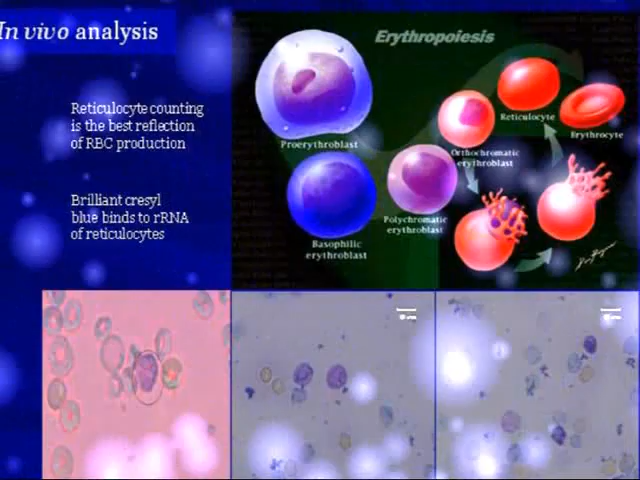 In vivo analysis
Reticulocyte counting
is the best reflection
of RBC production
Brilliant cresyl
blue binds to rRNA
of reticulocytes
Erythropoiesis
Proerythroblast
Basophilic
erythroblast
Polychromatic
erythroblast
Orthochromatic
erythroblast
Reticulocyte
Erythrocyte